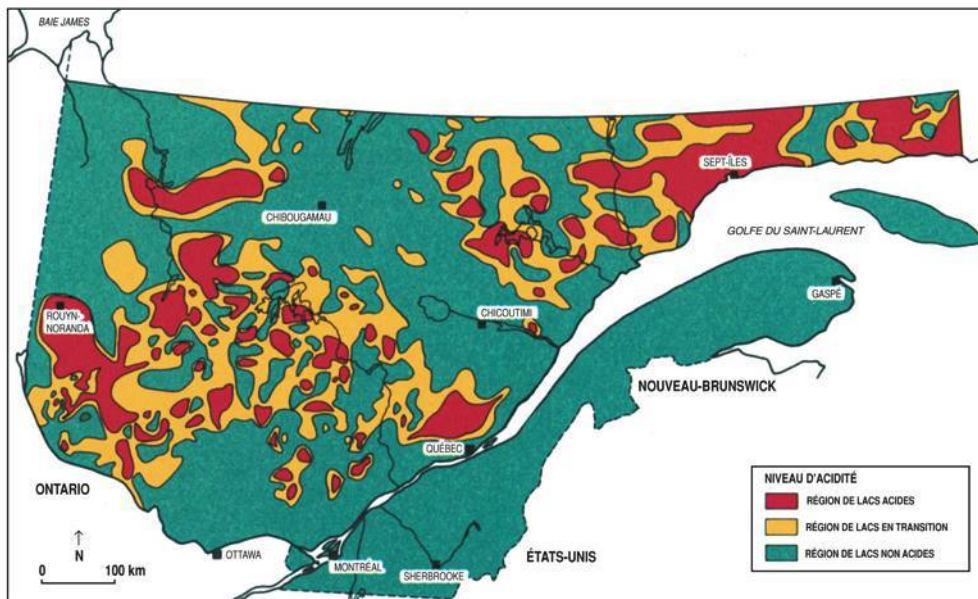 BAIE JAMES
SEPT-ÎLES
CHIBOUGAMAU
GOLFE DU SAINT-LAURENT
GASPÉ
ROUYN-
NORANDA
CHICOUTIMI
NOUVEAU-BRUNSWICK
QUÉBEC
ONTARIO
N
0 100 km
OTTAWA
MONTRÉAL
SHERBROOKE
ÉTATS-UNIS
NIVEAU D'ACIDITÉ
RÉGION DE LACS ACIDES
RÉGION DE LACS EN TRANSITION
RÉGION DE LACS NON ACIDES